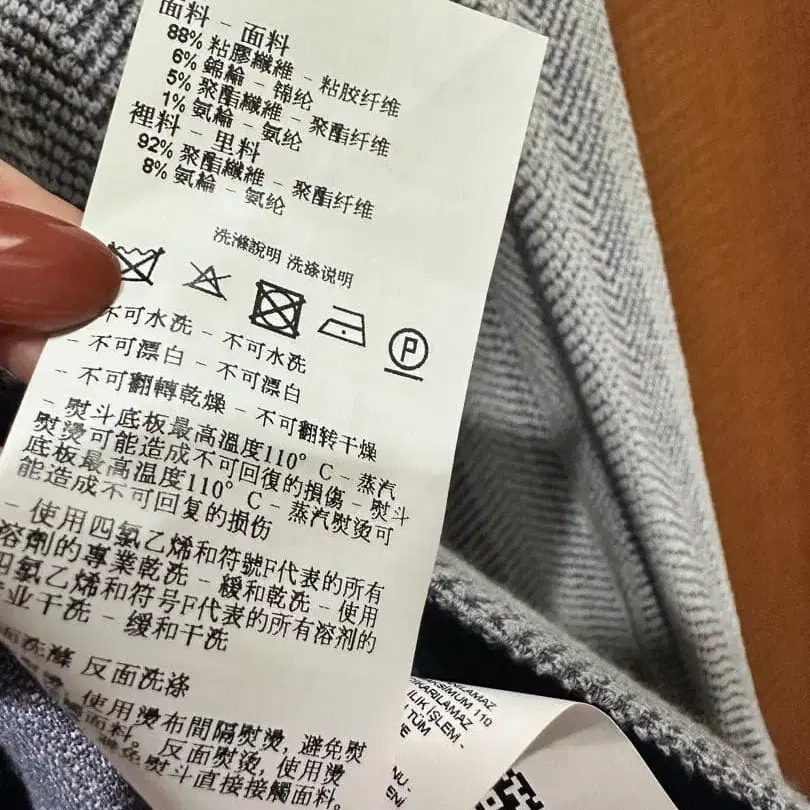 面料 - 面料
88% 粘膠纖維 - 粘胶纤维
6% 錦綸 - 锦纶
5% 聚酯纖維 - 聚酯纤维
1% 氨綸 - 氨纶
裡料 - 里料
92% 聚酯纖維 - 聚酯纤维
8% 氨綸 - 氨纶
洗滌說明 洗涤说明
P
不可水洗 - 不可水洗
- 不可漂白 - 不可漂白
- 不可翻轉乾燥 - 不可翻转干燥
- 熨斗底板最高溫度110° C - 蒸汽
熨燙可能造成不可回復的損傷 - 熨斗
底板最高温度110° C - 蒸汽熨烫可
能造成不可回复的损伤
- 使用四氯乙烯和符號F代表的所有
溶劑的專業乾洗 - 緩和乾洗 - 使用
四氯乙烯和符号F代表的所有溶剂的
专业干洗 - 缓和干洗
面洗滌 反面洗涤
使用燙布間隔熨燙, 避免熨
面料。反面熨烫, 使用烫
避免熨斗直接接觸面料。
110
ILIK İŞLEM -
TÜM